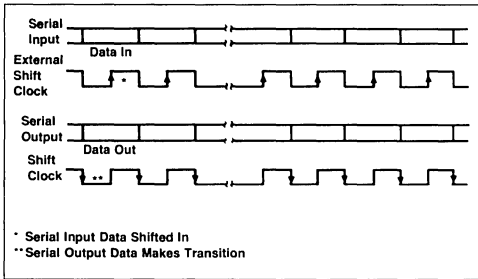 Serial
Input
Data In
External
Shift
Clock
*
Serial
Output
Data Out
Shift
Clock
**
* Serial Input Data Shifted In
** Serial Output Data Makes Transition